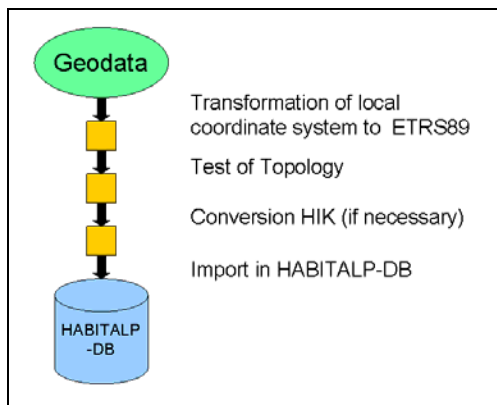 Geodata
Transformation of local
coordinate system to ETRS89
Test of Topology
Conversion HIK (if necessary)
Import in HABITALP-DB
HABITALP
-DB